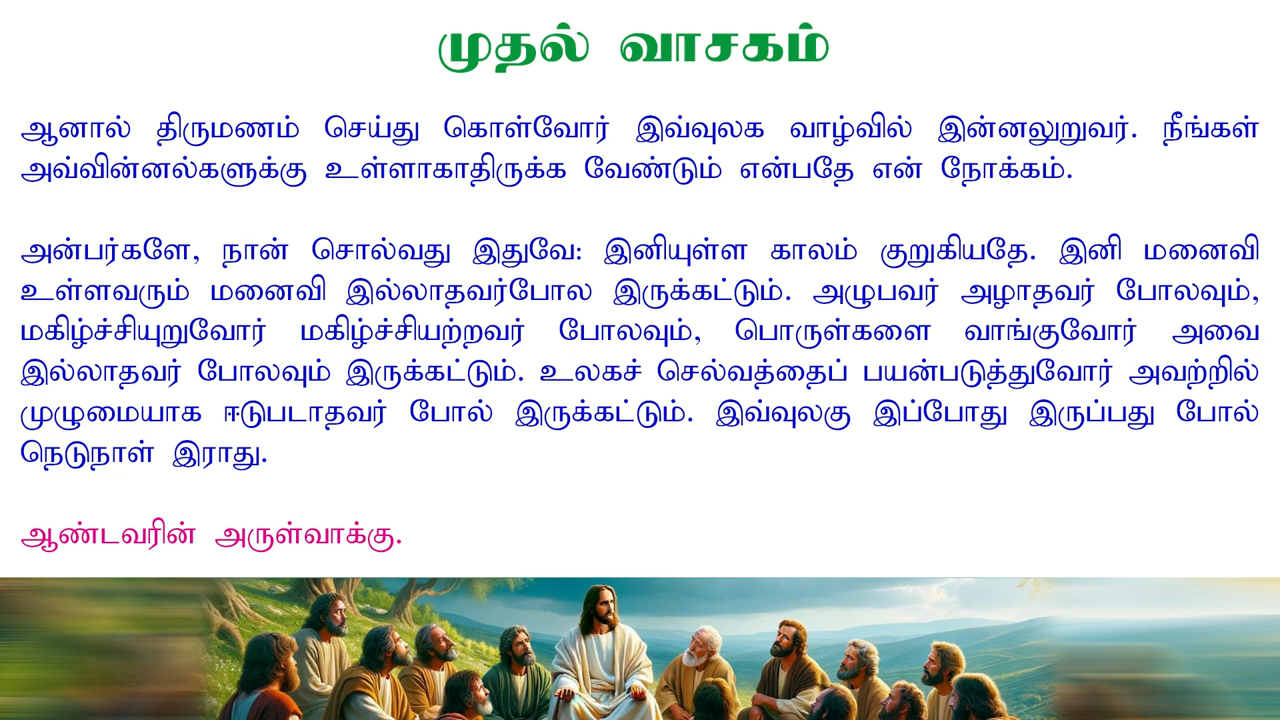 முதல் வாசகம்
ஆனால் திருமணம் செய்து கொள்வோர் இவ்வுலக வாழ்வில் இன்னலுறுவர். நீங்கள்
அவ்வின்னல்களுக்கு உள்ளாகாதிருக்க வேண்டும் என்பதே என் நோக்கம்.
அன்பர்களே, நான் சொல்வது இதுவே: இனியுள்ள காலம் குறுகியதே. இனி மனைவி
உள்ளவரும் மனைவி இல்லாதவர்போல இருக்கட்டும். அழுபவர் அழாதவர் போலவும்,
மகிழ்ச்சியுறுவோர் மகிழ்ச்சியற்றவர் போலவும், பொருள்களை வாங்குவோர் அவை
இல்லாதவர் போலவும் இருக்கட்டும். உலகச் செல்வத்தைப் பயன்படுத்துவோர் அவற்றில்
முழுமையாக ஈடுபடாதவர் போல் இருக்கட்டும். இவ்வுலகு இப்போது இருப்பது போல்
நெடுநாள் இராது.
ஆண்டவரின் அருள்வாக்கு.